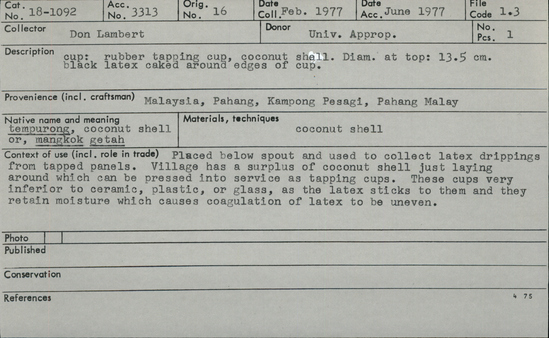 Cat. No. 18-1092 Acc. No. 3313 Orig. No. 16 Date Coll. Feb. 1977 Date Acc. June 1977 File Code 1.3
Collector Don Lambert Donor Univ. Approp. No. Pcs. 1
Description cup: rubber tapping cup, coconut shell. Diam. at top: 13.5 cm.
black latex caked around edges of cup.
Provenience (incl. craftsman) Malaysia, Pahang, Kampong Pesagi, Pahang Malay
Native name and meaning Materials, techniques
tempurong, coconut shell coconut shell
or, mangkok getah
Context of use (incl. role in trade) Placed below spout and used to collect latex drippings
from tapped panels. Village has a surplus of coconut shell just laying
around which can be pressed into service as tapping cups. These cups very
inferior to ceramic, plastic, or glass, as the latex sticks to them and they
retain moisture which causes coagulation of latex to be uneven.
Photo
Published
Conservation
References 4 75